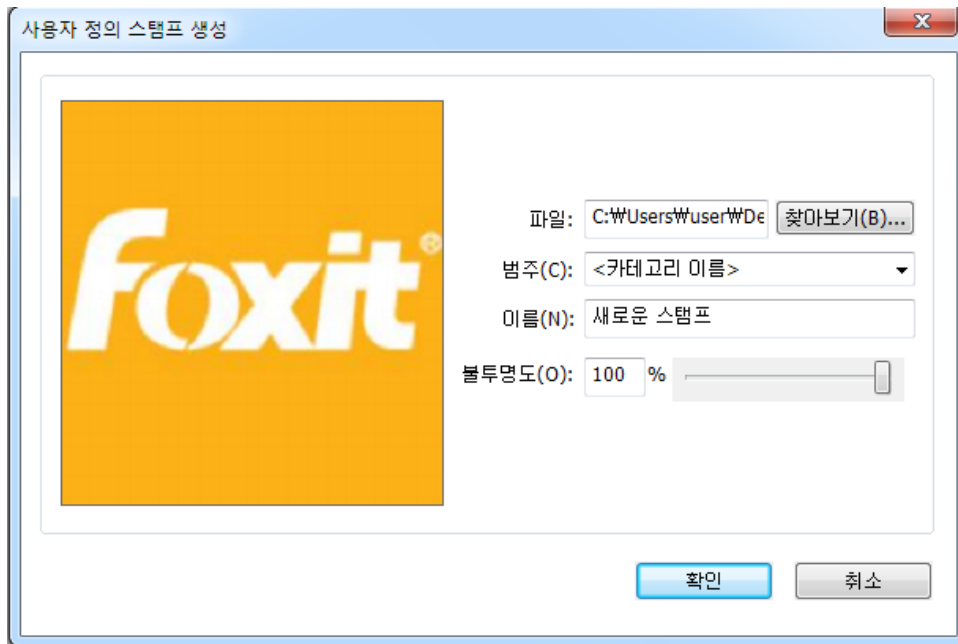 사용자 정의 스탬프 생성
foxit®
파일: C:₩Users₩user₩De 찾아보기(B)...
범주(C): <카테고리 이름>
이름(N): 새로운 스탬프
불투명도(O): 100 %
확인 취소